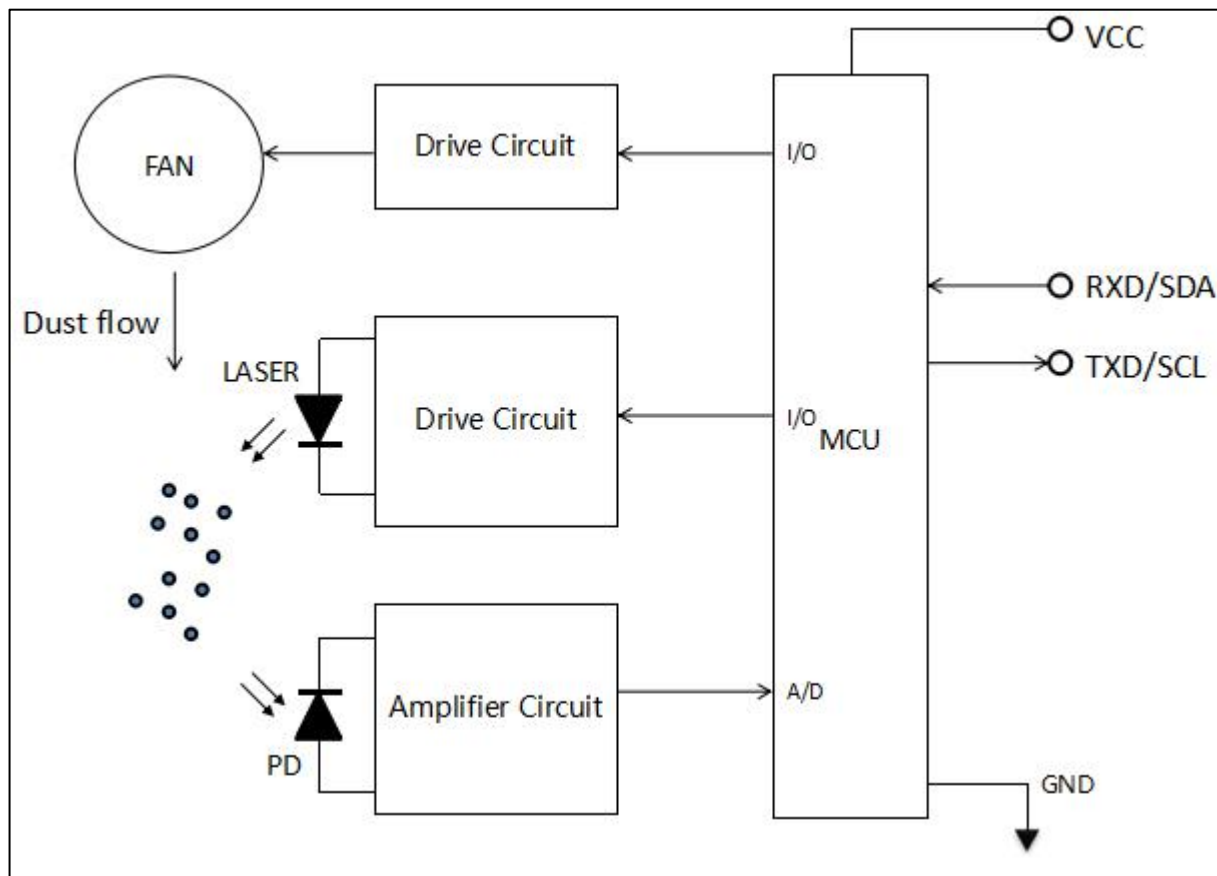 VCC
Drive Circuit
I/O
FAN
RXD/SDA
Dust flow
TXD/SCL
LASER
Drive Circuit
I/O
MCU
A/D
Amplifier Circuit
PD
GND